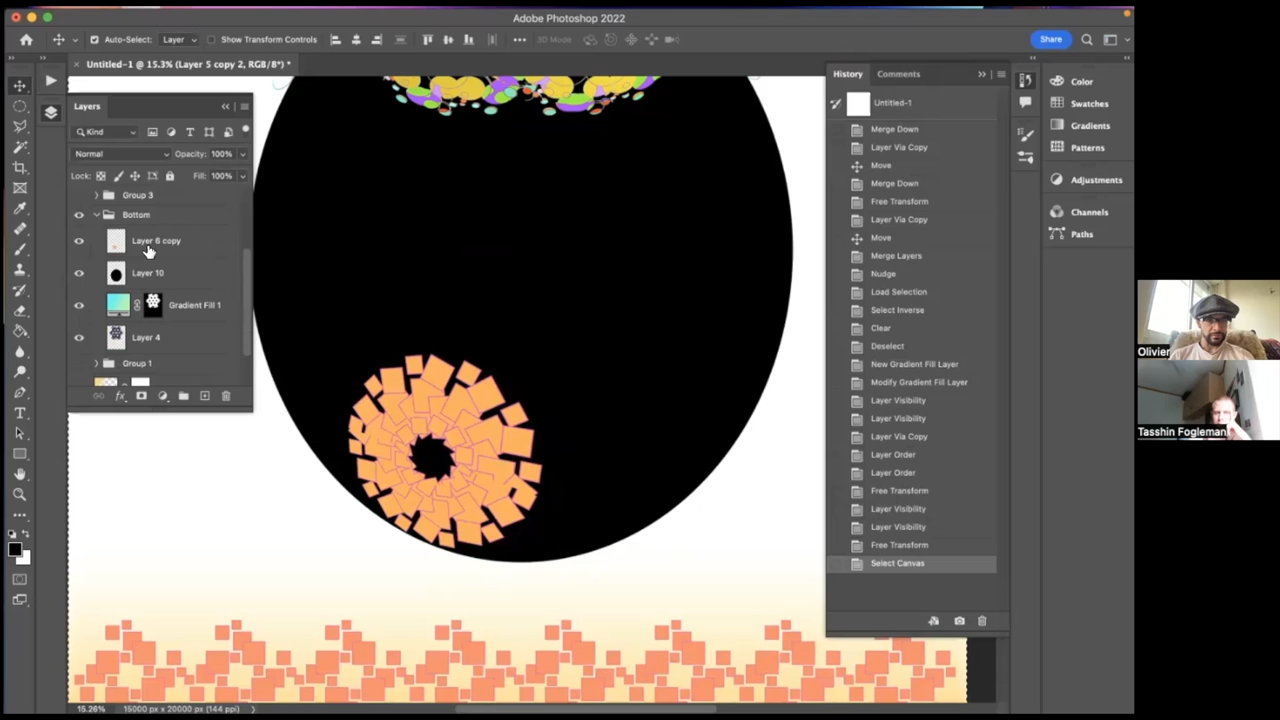 Adobe Photoshop 2022
Auto-Select: Layer Show Transform Controls 3D Mode: Share
Untitled-1 @ 15.3% (Layer 5 copy 2, RGB/8*) *
Layers
Kind
Normal Opacity: 100%
Lock: Fill: 100%
Group 3
Bottom
Layer 6 copy
Layer 10
Gradient Fill 1
Layer 4
Group 1
History Comments
Untitled-1
Merge Down
Layer Via Copy
Move
Merge Down
Free Transform
Layer Via Copy
Move
Merge Layers
Nudge
Load Selection
Select Inverse
Clear
Deselect
New Gradient Fill Layer
Modify Gradient Fill Layer
Layer Visibility
Layer Visibility
Layer Via Copy
Layer Order
Layer Order
Free Transform
Layer Visibility
Layer Visibility
Free Transform
Select Canvas
Color
Swatches
Gradients
Patterns
Adjustments
Channels
Paths
Olivier
Tasshin Fogleman
15.26% 15000 px x 20000 px (144 ppi)